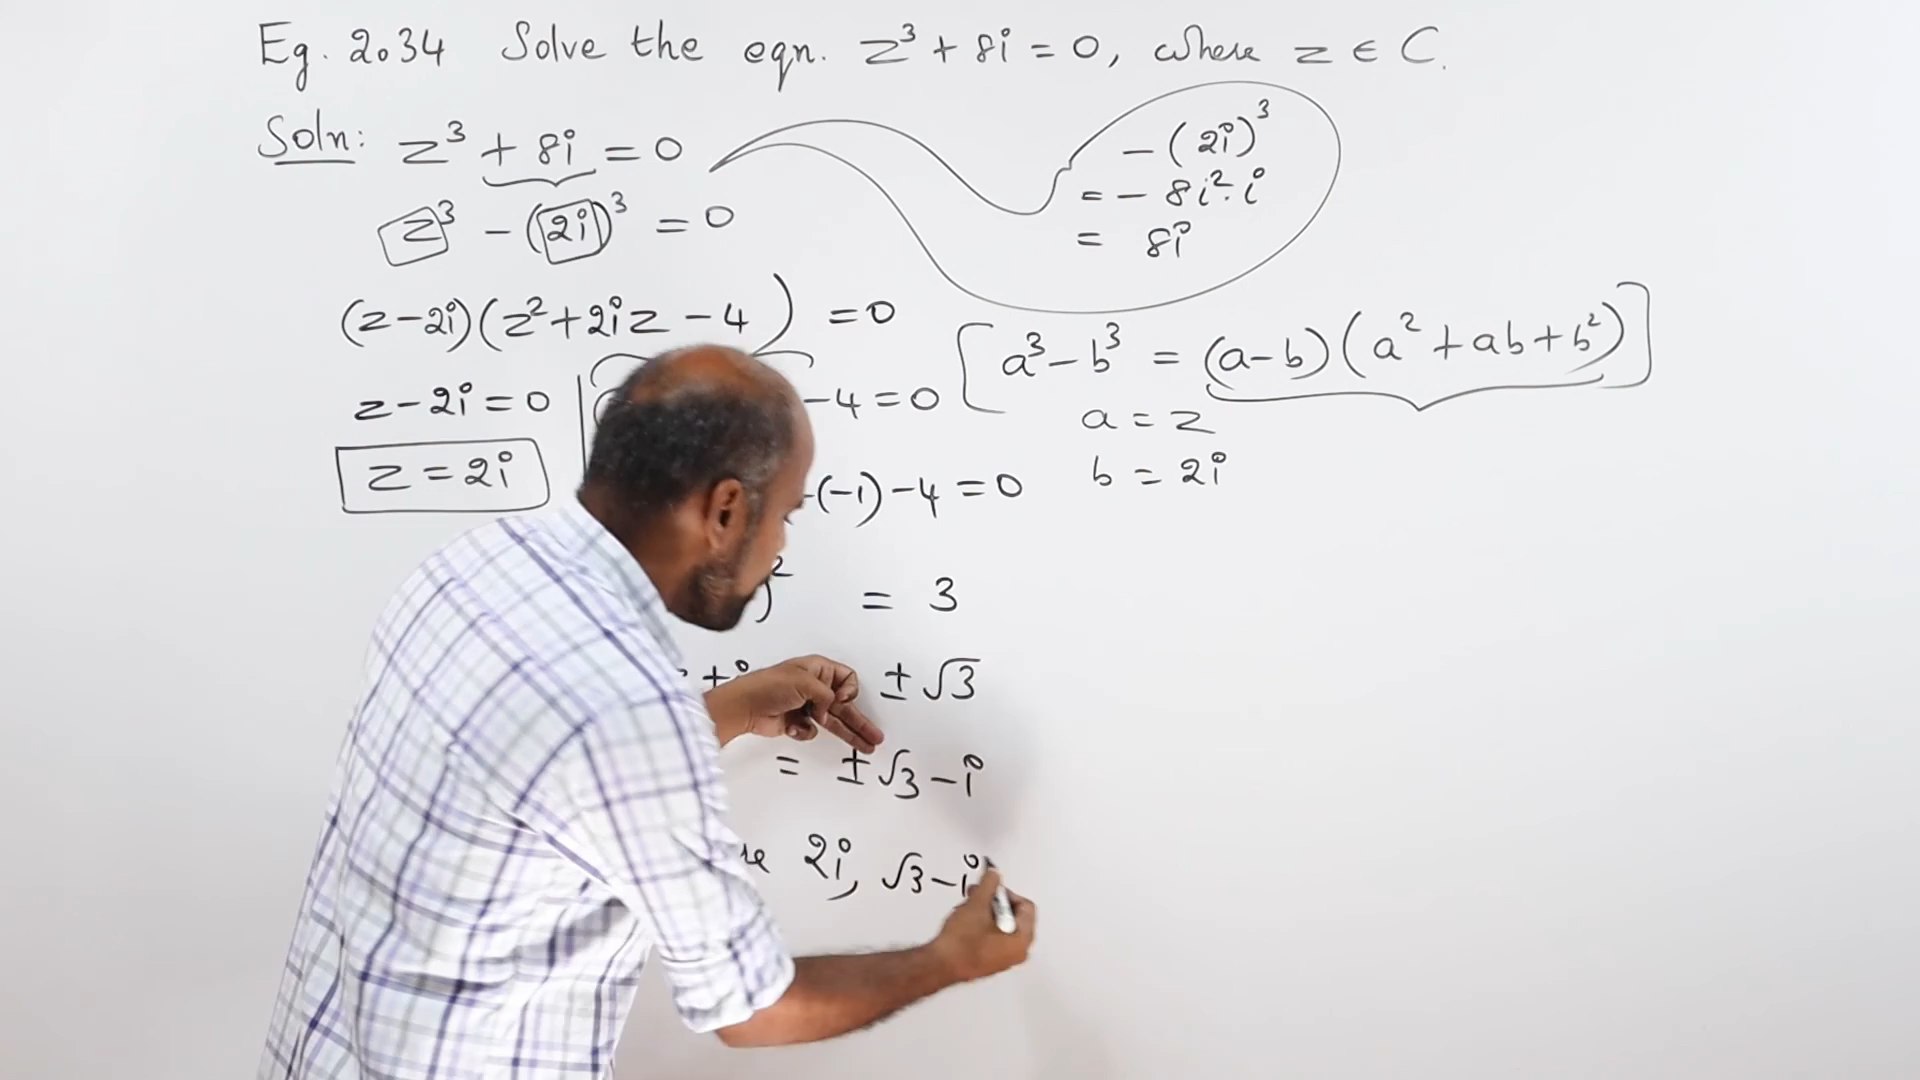 Eg. 2.34 Solve the eqn. z³ + 8i = 0, where z ∈ C.
Soln: z³ + 8i = 0
z³ - (2i)³ = 0
- (2i)³
= - 8i².i
= 8i
(z-2i)(z²+2iz-4) = 0
[a³-b³ = (a-b)(a²+ab+b²)]
a = z
b = 2i
z-2i=0
-4=0
z = 2i
-(-1)-4=0
)² = 3
+i ±√3
= ±√3-i
2i, √3-i